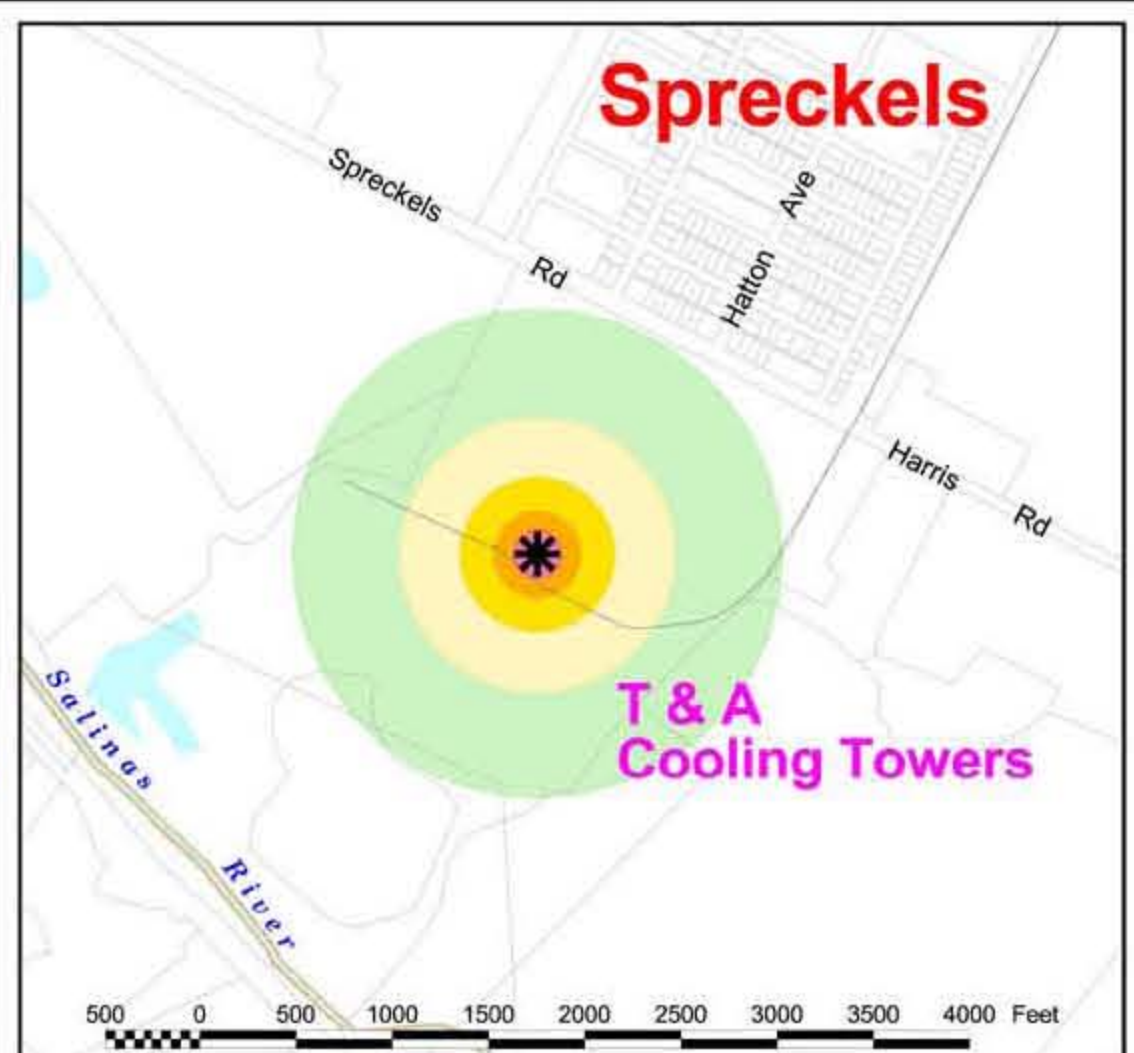 Spreckels
Spreckels Rd
Hatton Ave
Harris Rd
T & A
Cooling Towers
Salinas River
500 0 500 1000 1500 2000 2500 3000 3500 4000 Feet